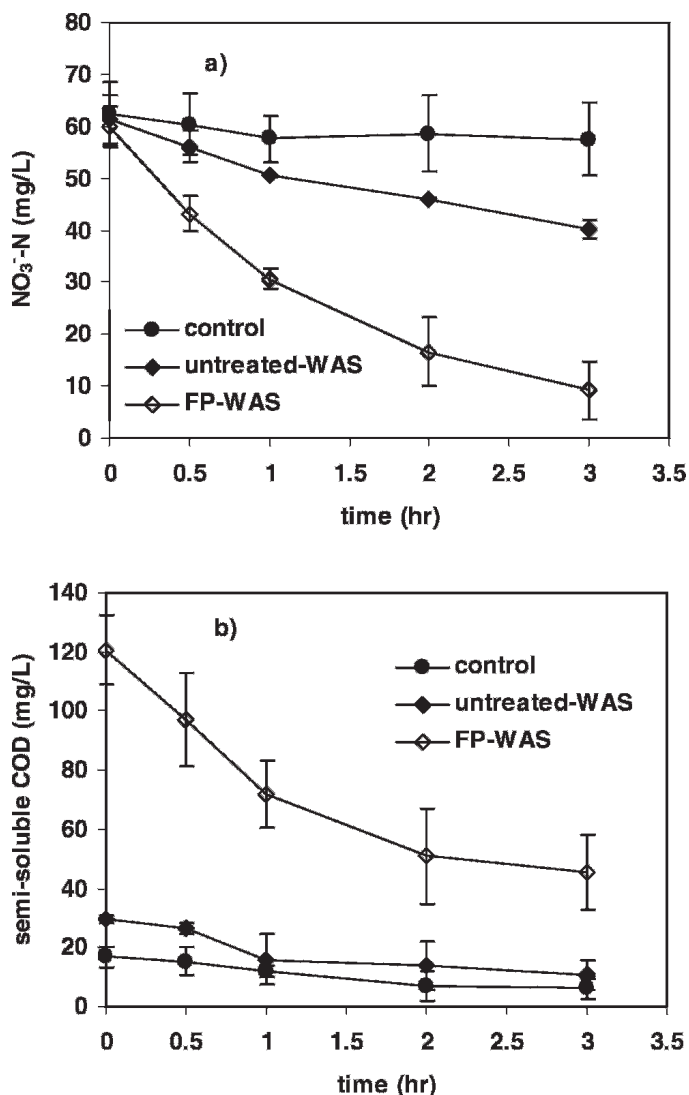 a)
80
70
60
50
40
30
20
10
0
NO₃⁻-N (mg/L)
control
untreated-WAS
FP-WAS
0 0.5 1 1.5 2 2.5 3 3.5
time (hr)
b)
140
120
100
80
60
40
20
0
semi-soluble COD (mg/L)
control
untreated-WAS
FP-WAS
0 0.5 1 1.5 2 2.5 3 3.5
time (hr)